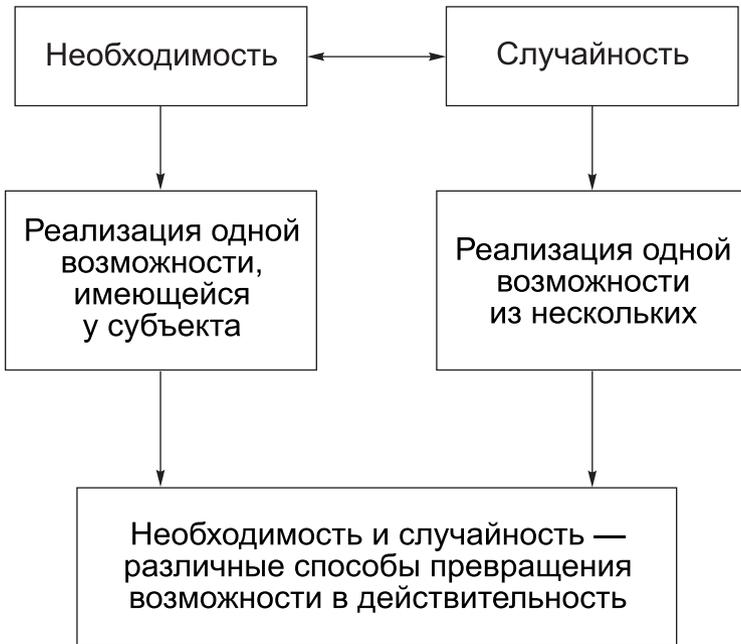 Необходимость
Случайность
Реализация одной
возможности,
имеющейся
у субъекта
Реализация одной
возможности
из нескольких
Необходимость и случайность —
различные способы превращения
возможности в действительность